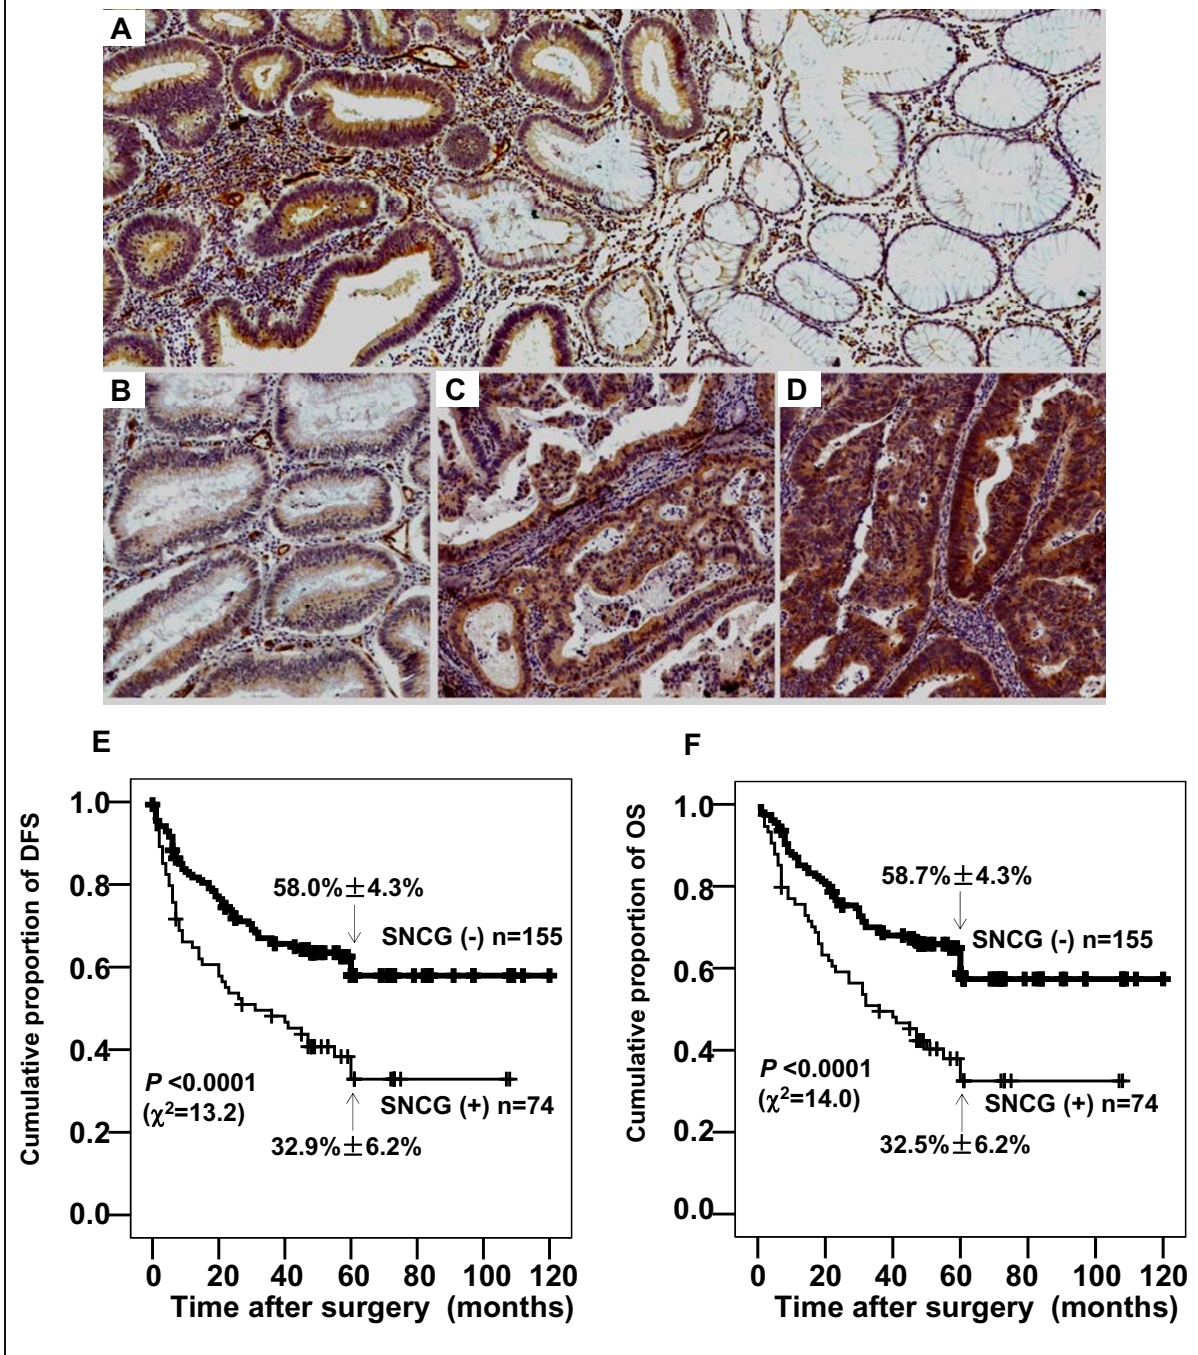 A
B
C
D
E
Cumulative proportion of DFS
1.0
0.8
0.6
0.4
0.2
0.0
58.0%±4.3%
SNCG (-) n=155
P <0.0001
(χ²=13.2)
SNCG (+) n=74
32.9%±6.2%
0 20 40 60 80 100 120
Time after surgery (months)
F
Cumulative proportion of OS
1.0
0.8
0.6
0.4
0.2
0.0
58.7%±4.3%
SNCG (-) n=155
P <0.0001
(χ²=14.0)
SNCG (+) n=74
32.5%±6.2%
0 20 40 60 80 100 120
Time after surgery (months)